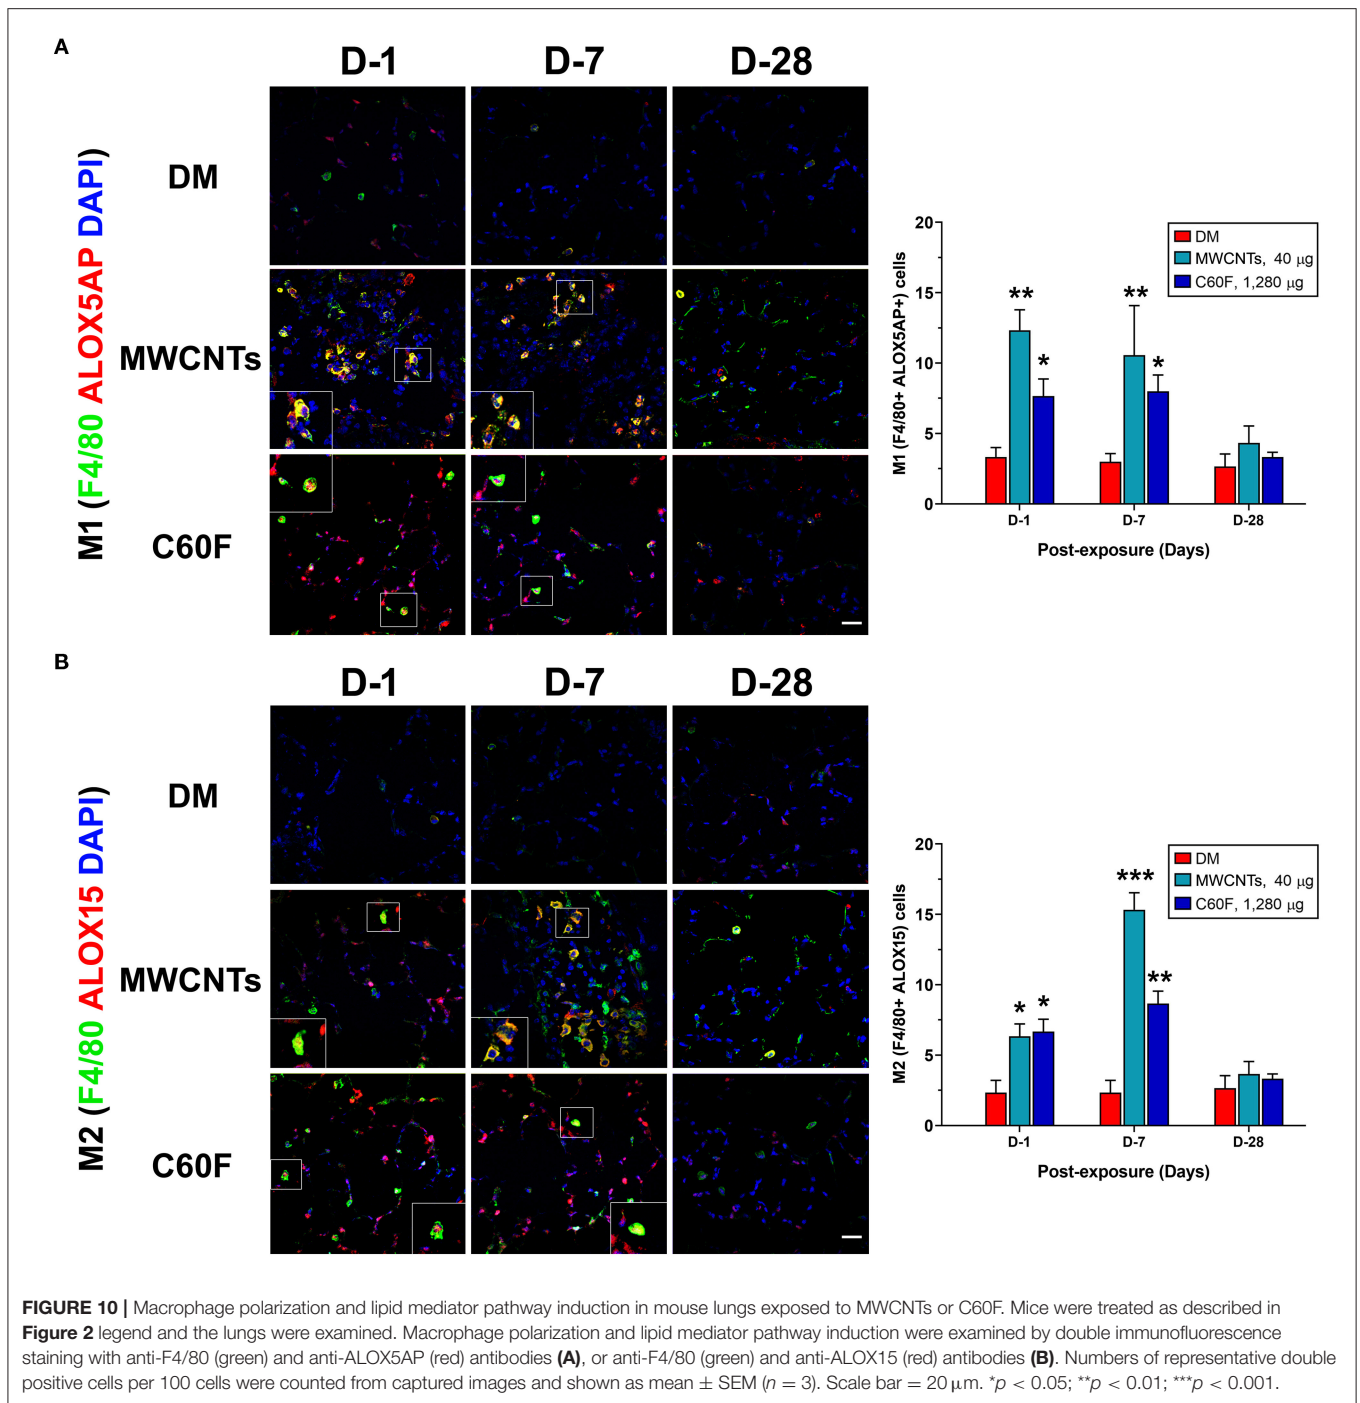 A
D-1 D-7 D-28
M1 (F4/80 ALOX5AP DAPI)
DM
MWCNTs
C60F
M1 (F4/80+ ALOX5AP+) cells
20
15
10
5
0
DM
MWCNTs, 40 µg
C60F, 1,280 µg
** * ** *
D-1 D-7 D-28
Post-exposure (Days)
B
D-1 D-7 D-28
M2 (F4/80 ALOX15 DAPI)
DM
MWCNTs
C60F
M2 (F4/80+ ALOX15) cells
20
15
10
5
0
DM
MWCNTs, 40 µg
C60F, 1,280 µg
* * *** **
D-1 D-7 D-28
Post-exposure (Days)
FIGURE 10 | Macrophage polarization and lipid mediator pathway induction in mouse lungs exposed to MWCNTs or C60F. Mice were treated as described in
Figure 2 legend and the lungs were examined. Macrophage polarization and lipid mediator pathway induction were examined by double immunofluorescence
staining with anti-F4/80 (green) and anti-ALOX5AP (red) antibodies (A), or anti-F4/80 (green) and anti-ALOX15 (red) antibodies (B). Numbers of representative double
positive cells per 100 cells were counted from captured images and shown as mean ± SEM (n = 3). Scale bar = 20 µm. *p < 0.05; **p < 0.01; ***p < 0.001.